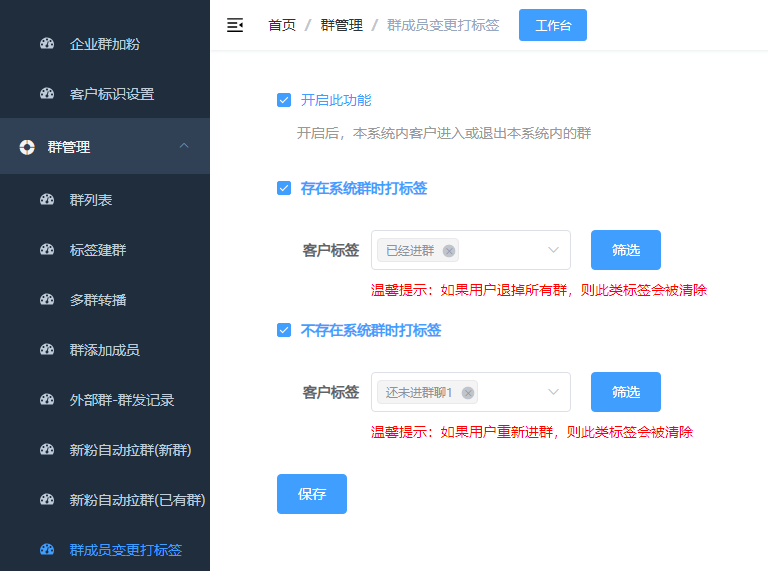 企业群加粉
客户标识设置
群管理
群列表
标签建群
多群转播
群添加成员
外部群-群发记录
新粉自动拉群(新群)
新粉自动拉群(已有群)
群成员变更打标签
首页 / 群管理 / 群成员变更打标签 工作台
开启此功能
开启后，本系统内客户进入或退出本系统内的群
存在系统群时打标签
客户标签 已经进群 筛选
温馨提示：如果用户退掉所有群，则此类标签会被清除
不存在系统群时打标签
客户标签 还未进群聊1 筛选
温馨提示：如果用户重新进群，则此类标签会被清除
保存